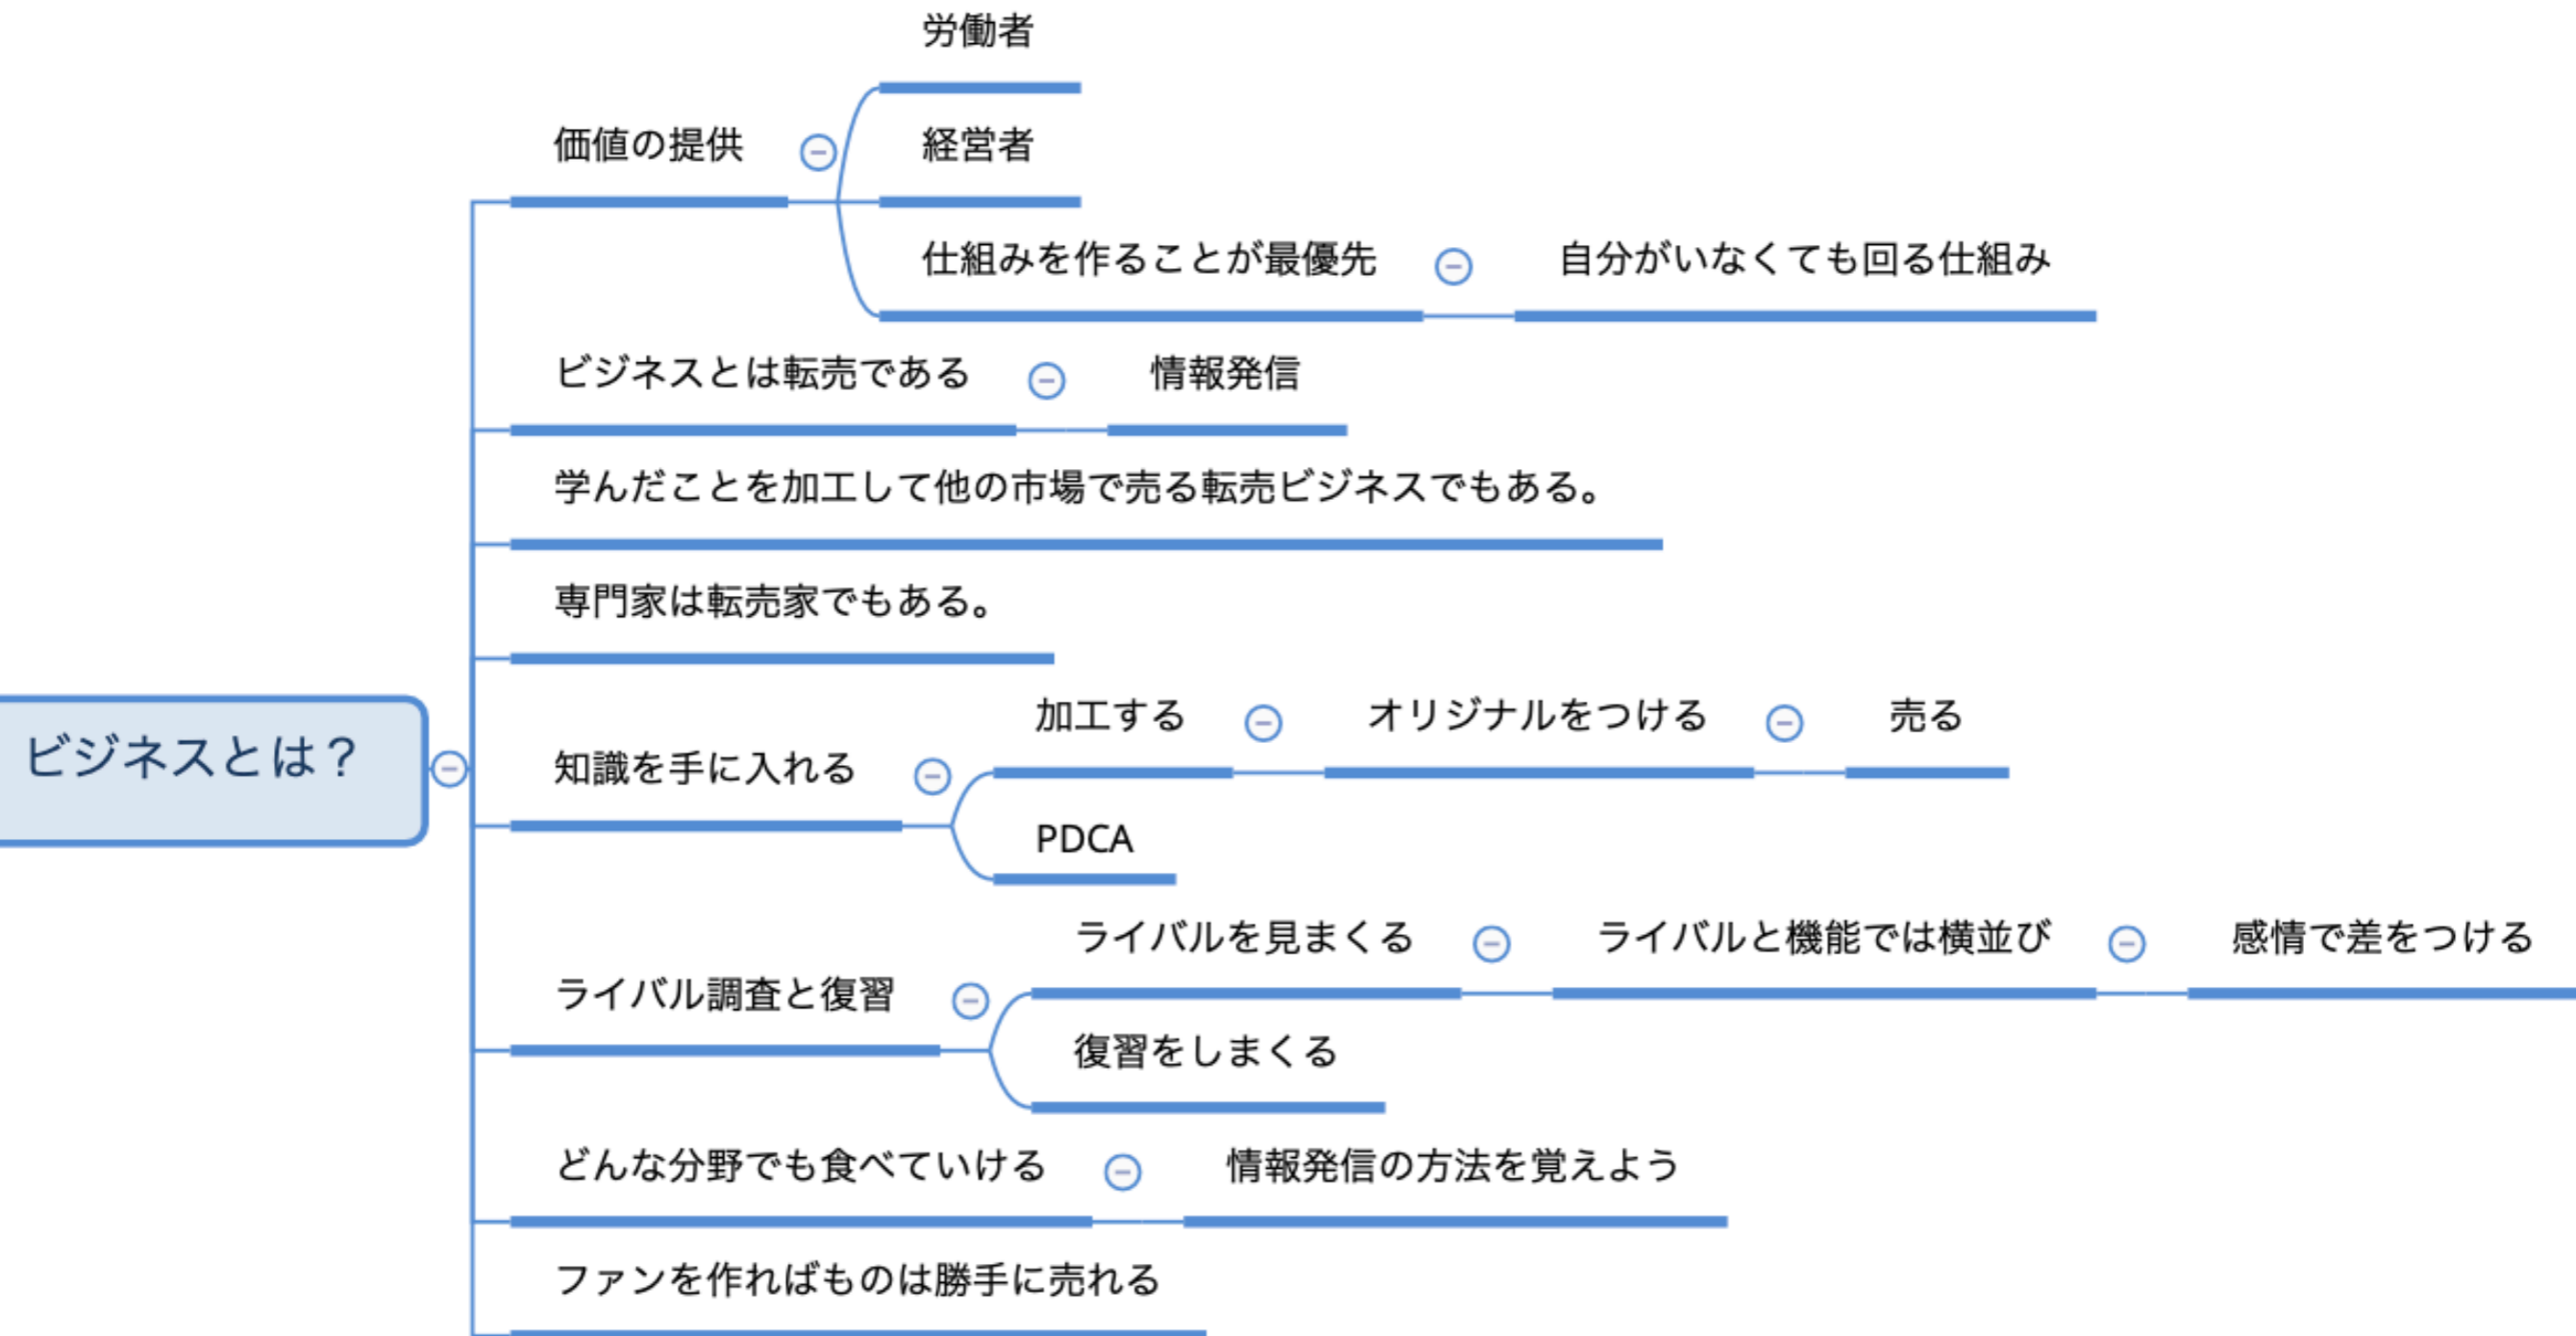 ビジネスとは？
価値の提供
労働者
経営者
仕組みを作ることが最優先
自分がいなくても回る仕組み
ビジネスとは転売である
情報発信
学んだことを加工して他の市場で売る転売ビジネスでもある。
専門家は転売家でもある。
知識を手に入れる
加工する
オリジナルをつける
売る
PDCA
ライバル調査と復習
ライバルを見まくる
ライバルと機能では横並び
感情で差をつける
復習をしまくる
どんな分野でも食べていける
情報発信の方法を覚えよう
ファンを作ればものは勝手に売れる